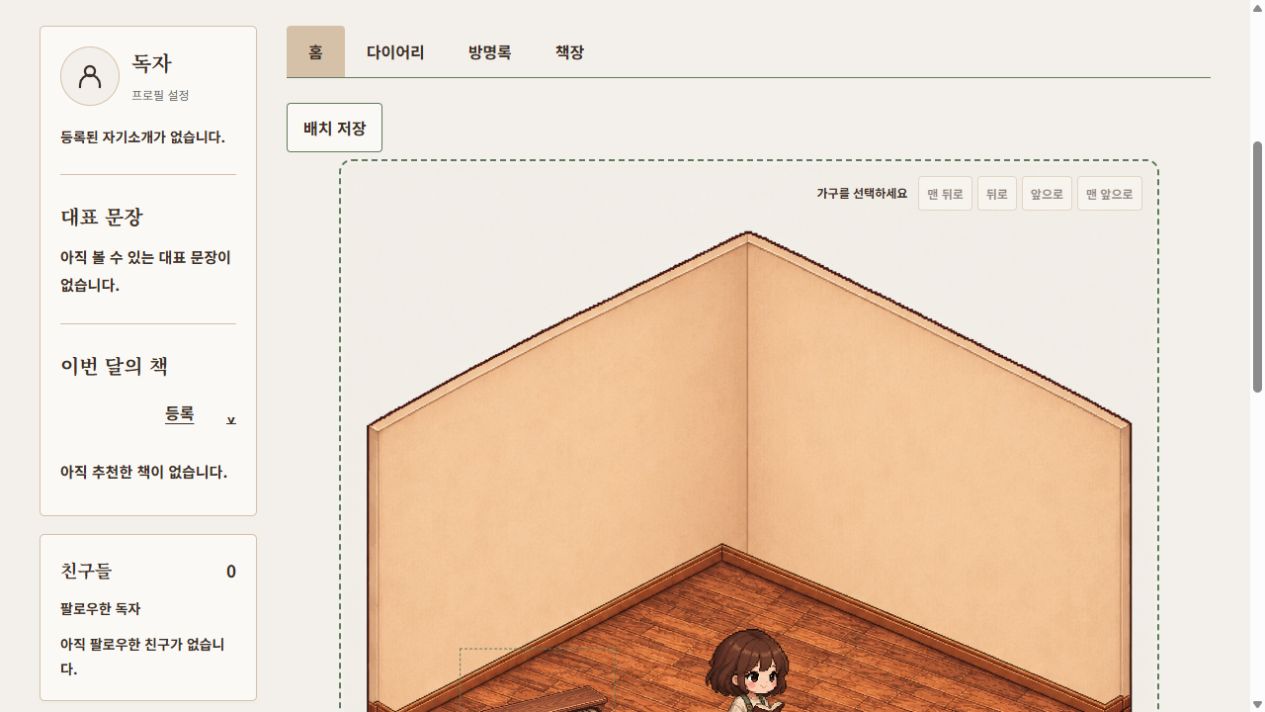 독자
프로필 설정
등록된 자기소개가 없습니다.
대표 문장
아직 볼 수 있는 대표 문장이
없습니다.
이번 달의 책
등록
아직 추천한 책이 없습니다.
친구들 0
팔로우한 독자
아직 팔로우한 친구가 없습니
다.
홈 다이어리 방명록 책장
배치 저장
가구를 선택하세요 맨 뒤로 뒤로 앞으로 맨 앞으로